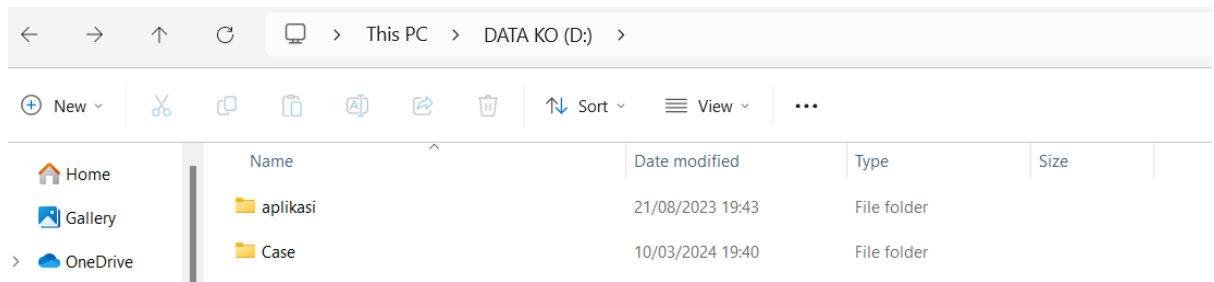 This PC > DATA KO (D:) >
New Sort View ...
Name Date modified Type Size
Home
aplikasi 21/08/2023 19:43 File folder
Gallery
Case 10/03/2024 19:40 File folder
OneDrive